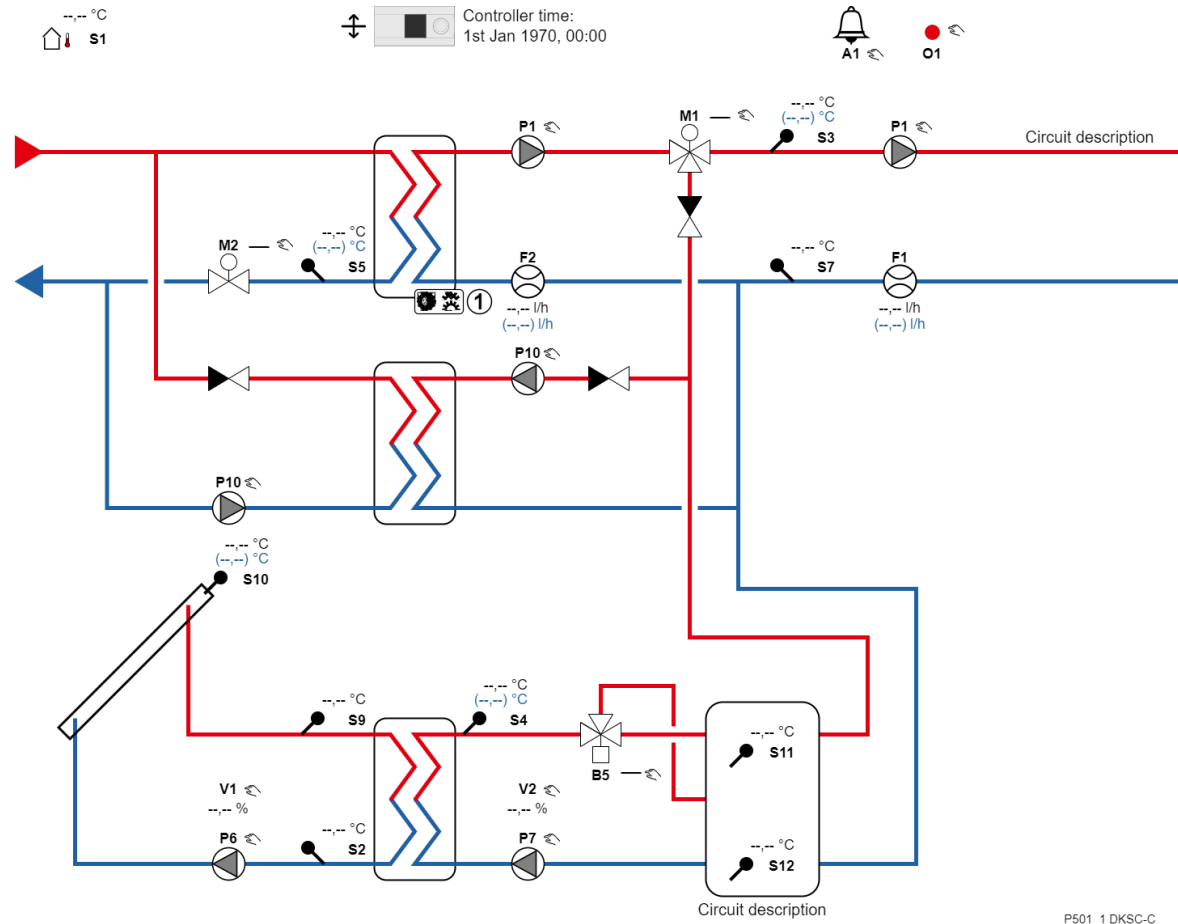 --,-- °C
S1
Controller time:
1st Jan 1970, 00:00
A1
O1
P1
M1 —
--,-- °C
(--,--) °C
S3
P1
Circuit description
M2 —
--,-- °C
(--,--) °C
S5
F2
--,-- l/h
(--,--) l/h
--,-- °C
S7
F1
--,-- l/h
(--,--) l/h
1
P10
P10
--,-- °C
(--,--) °C
S10
--,-- °C
S9
--,-- °C
(--,--) °C
S4
B5 —
--,-- °C
S11
V1
--,-- %
P6
--,-- °C
S2
V2
--,-- %
P7
--,-- °C
S12
Circuit description
P501_1 DKSC-C